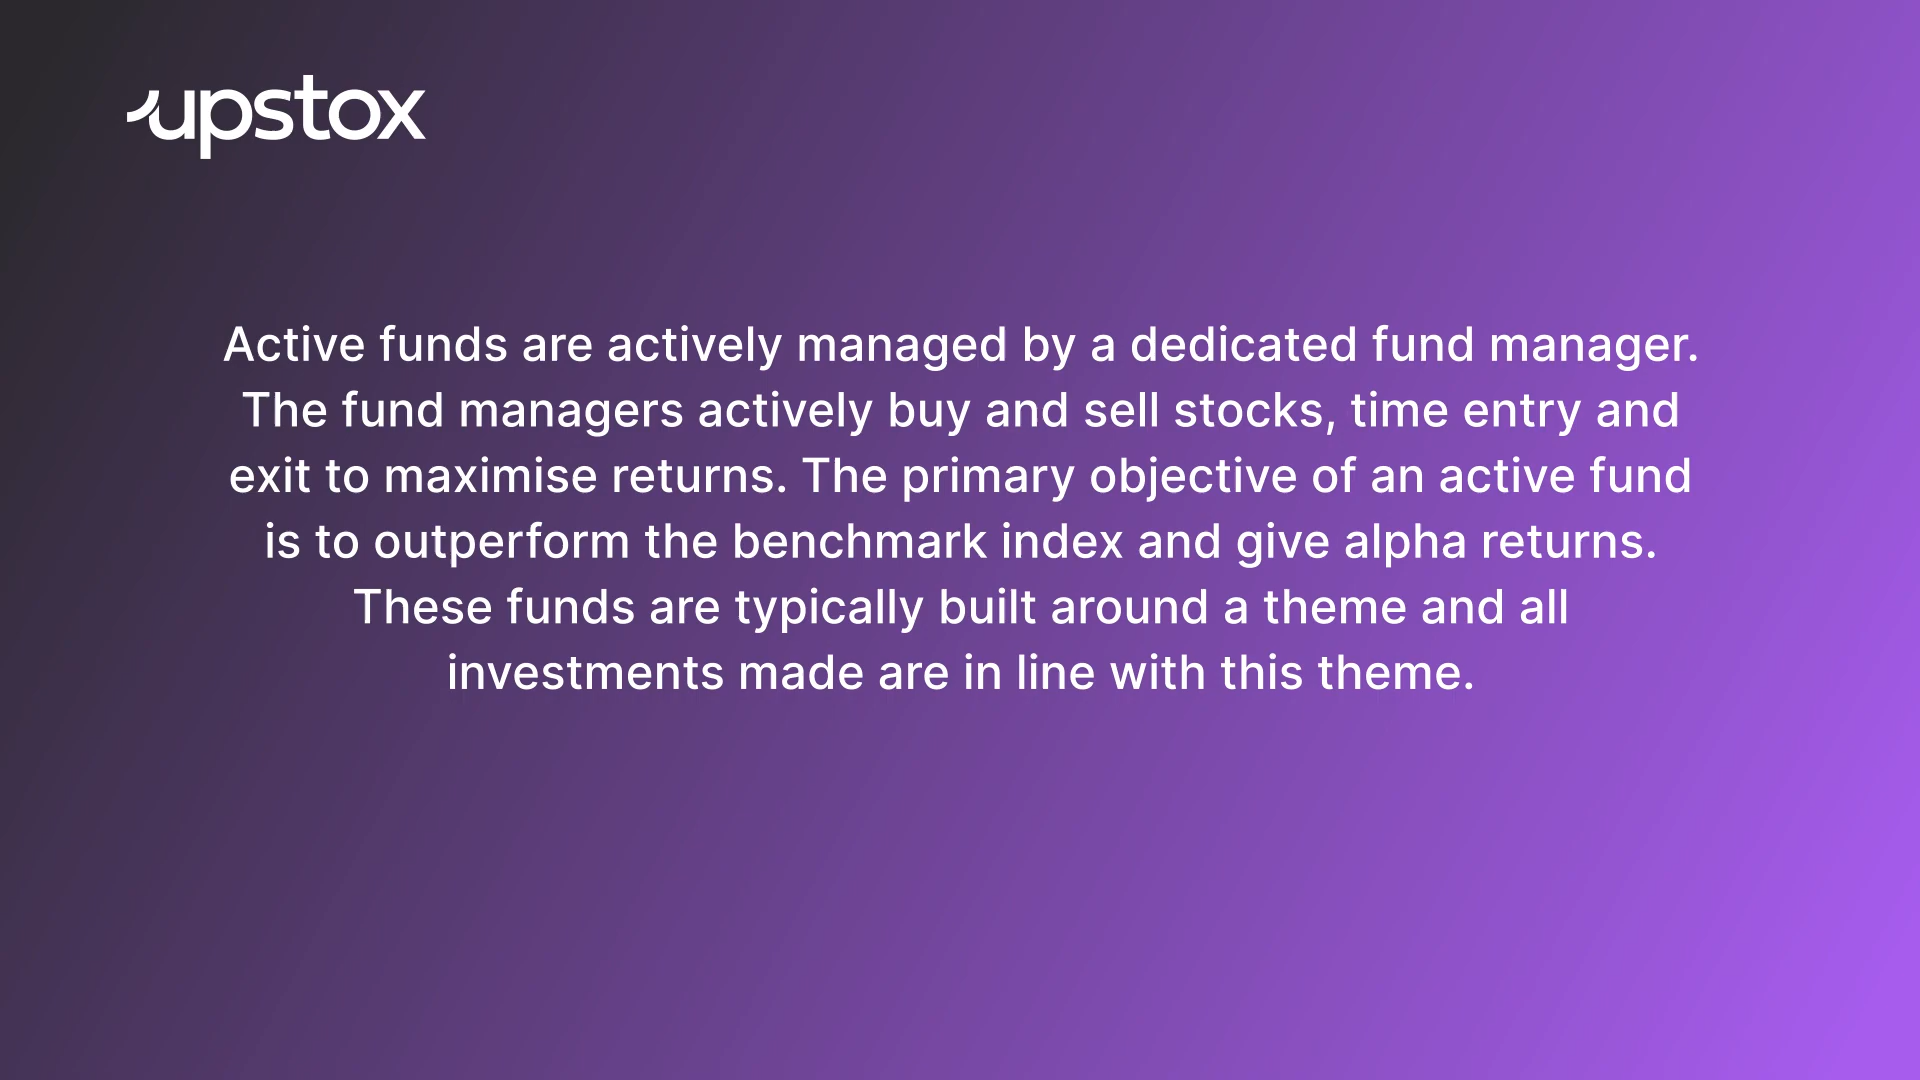 upstox
Active funds are actively managed by a dedicated fund manager.
The fund managers actively buy and sell stocks, time entry and
exit to maximise returns. The primary objective of an active fund
is to outperform the benchmark index and give alpha returns.
These funds are typically built around a theme and all
investments made are in line with this theme.